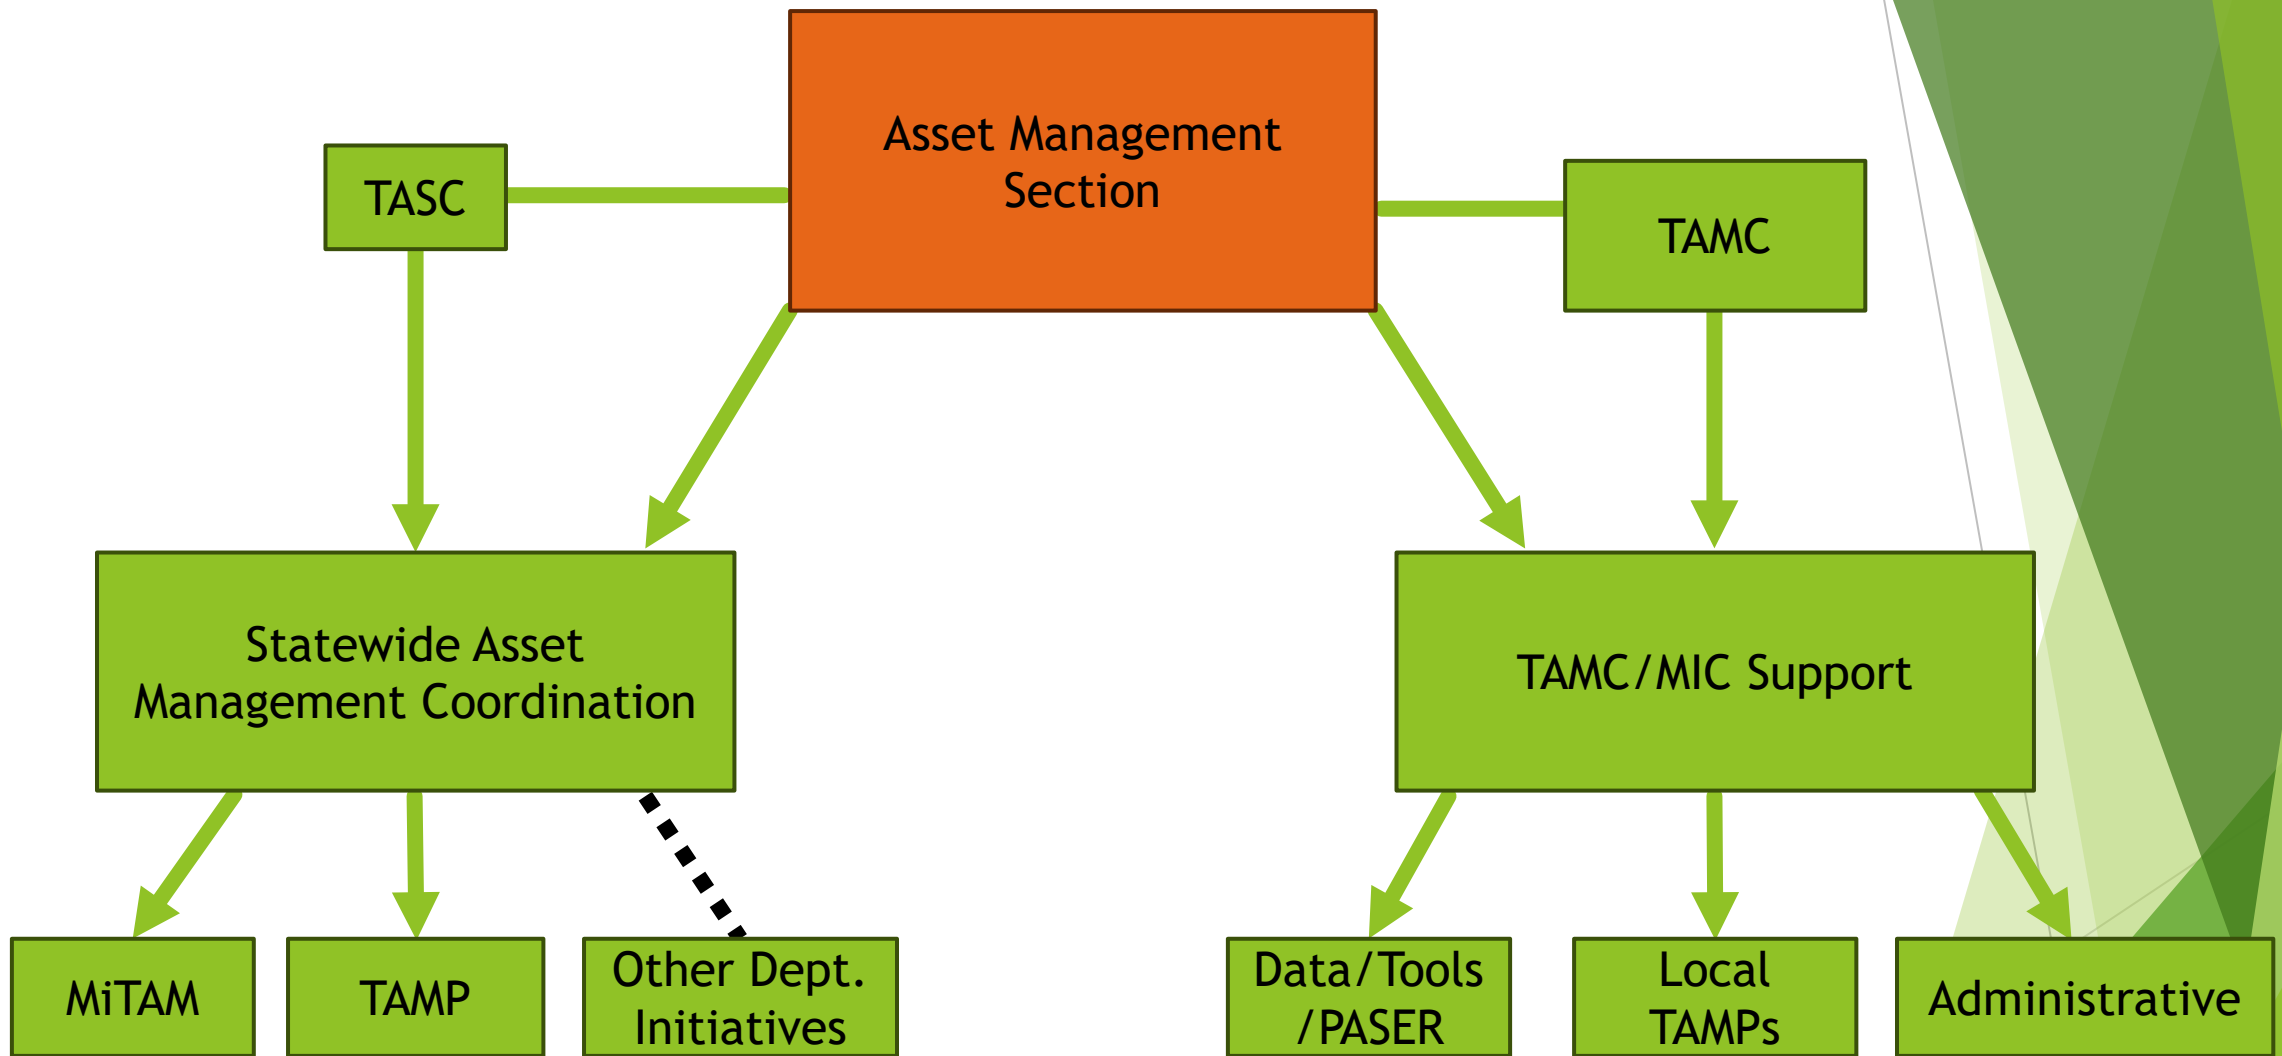 Asset Management
Section
TASC
TAMC
Statewide Asset
Management Coordination
TAMC/MIC Support
MiTAM
TAMP
Other Dept.
Initiatives
Data/Tools
/PASER
Local
TAMPs
Administrative